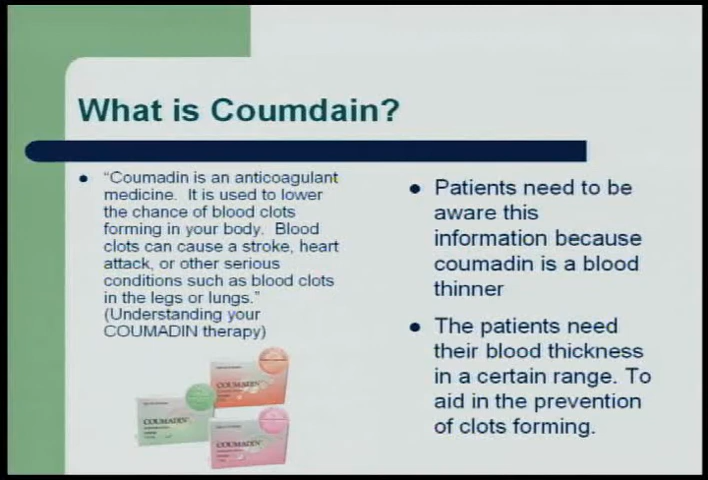 What is Coumdain?
“Coumadin is an anticoagulant
medicine. It is used to lower
the chance of blood clots
forming in your body. Blood
clots can cause a stroke, heart
attack, or other serious
conditions such as blood clots
in the legs or lungs.”
(Understanding your
COUMADIN therapy)
Patients need to be
aware this
information because
coumadin is a blood
thinner
The patients need
their blood thickness
in a certain range. To
aid in the prevention
of clots forming.
COUMADIN
COUMADIN
COUMADIN